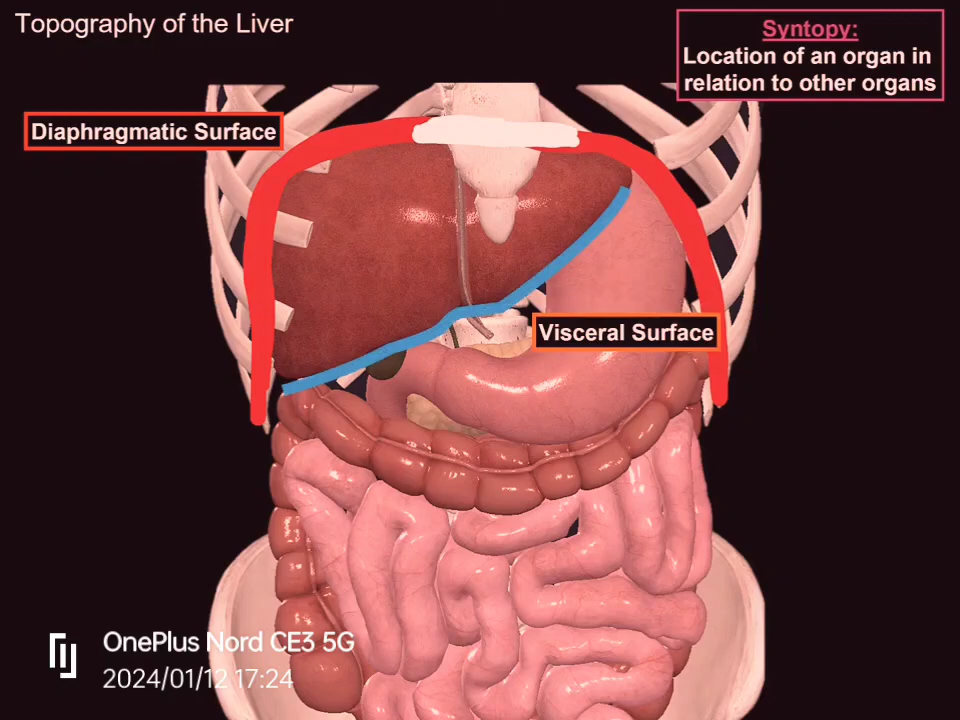 Topography of the Liver
Syntopy:
Location of an organ in
relation to other organs
Diaphragmatic Surface
Visceral Surface
OnePlus Nord CE3 5G
2024/01/12 17:24